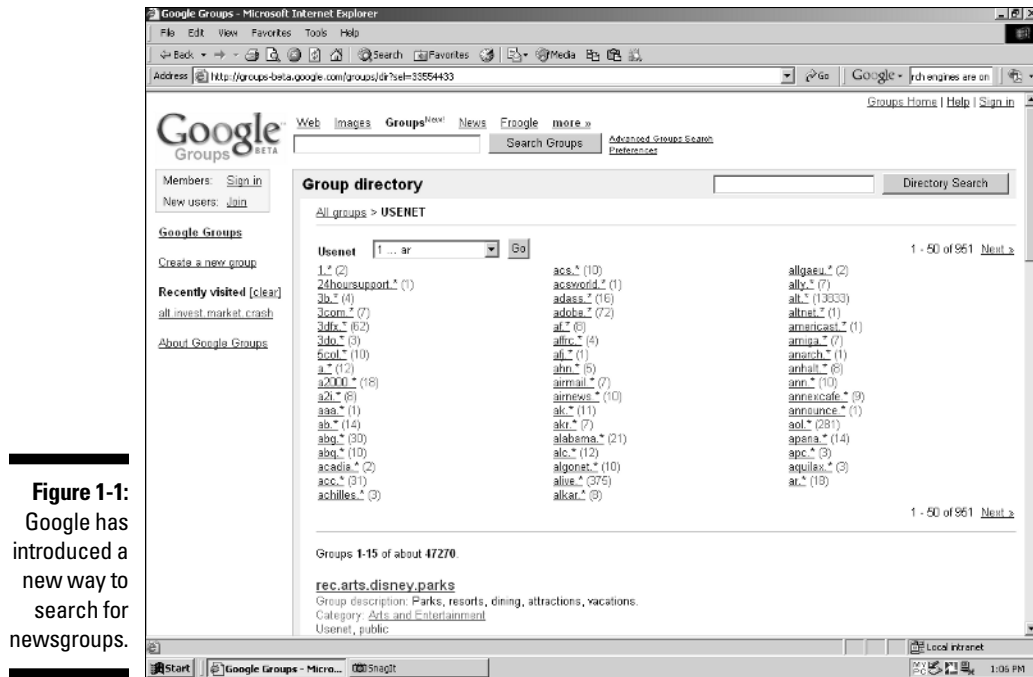 Google Groups - Microsoft Internet Explorer
File Edit View Favorites Tools Help
Back Search Favorites Media
Address http://groups-beta.google.com/groups/dir?sel=33554433 Go Google rch engines are on
Groups Home | Help | Sign in
Google Groups BETA
Web Images Groups New! News Froogle more »
Search Groups
Advanced Groups Search
Preferences
Members: Sign in
New users: Join
Google Groups
Create a new group
Recently visited [clear]
alt.invest.market.crash
About Google Groups
Group directory
Directory Search
All groups > USENET
Usenet 1 ... ar Go
1 - 50 of 951 Next »
1.* (2)
24hoursupport.* (1)
3b.* (4)
3com.* (7)
3dfx.* (62)
3do.* (3)
5col.* (10)
a.* (12)
a2000.* (18)
a2i.* (8)
aaa.* (1)
ab.* (14)
abg.* (30)
abq.* (10)
acadia.* (2)
acc.* (31)
achilles.* (3)
acs.* (10)
acsworld.* (1)
adass.* (16)
adobe.* (72)
af.* (8)
affrc.* (4)
afj.* (1)
ahn.* (5)
airmail.* (7)
airnews.* (10)
ak.* (11)
akr.* (7)
alabama.* (21)
alc.* (12)
algonet.* (10)
alive.* (375)
alkar.* (8)
allgaeu.* (2)
ally.* (7)
alt.* (13833)
altnet.* (1)
americast.* (1)
amiga.* (7)
anarch.* (1)
anhalt.* (8)
ann.* (10)
annexcafe.* (9)
announce.* (1)
aol.* (281)
apana.* (14)
apc.* (3)
aquilax.* (3)
ar.* (18)
1 - 50 of 951 Next »
Groups 1-15 of about 47270.
rec.arts.disney.parks
Group description: Parks, resorts, dining, attractions, vacations.
Category: Arts and Entertainment
Usenet, public
Local intranet
Start Google Groups - Micro... SnagIt 1:06 PM
Figure 1-1:
Google has
introduced a
new way to
search for
newsgroups.